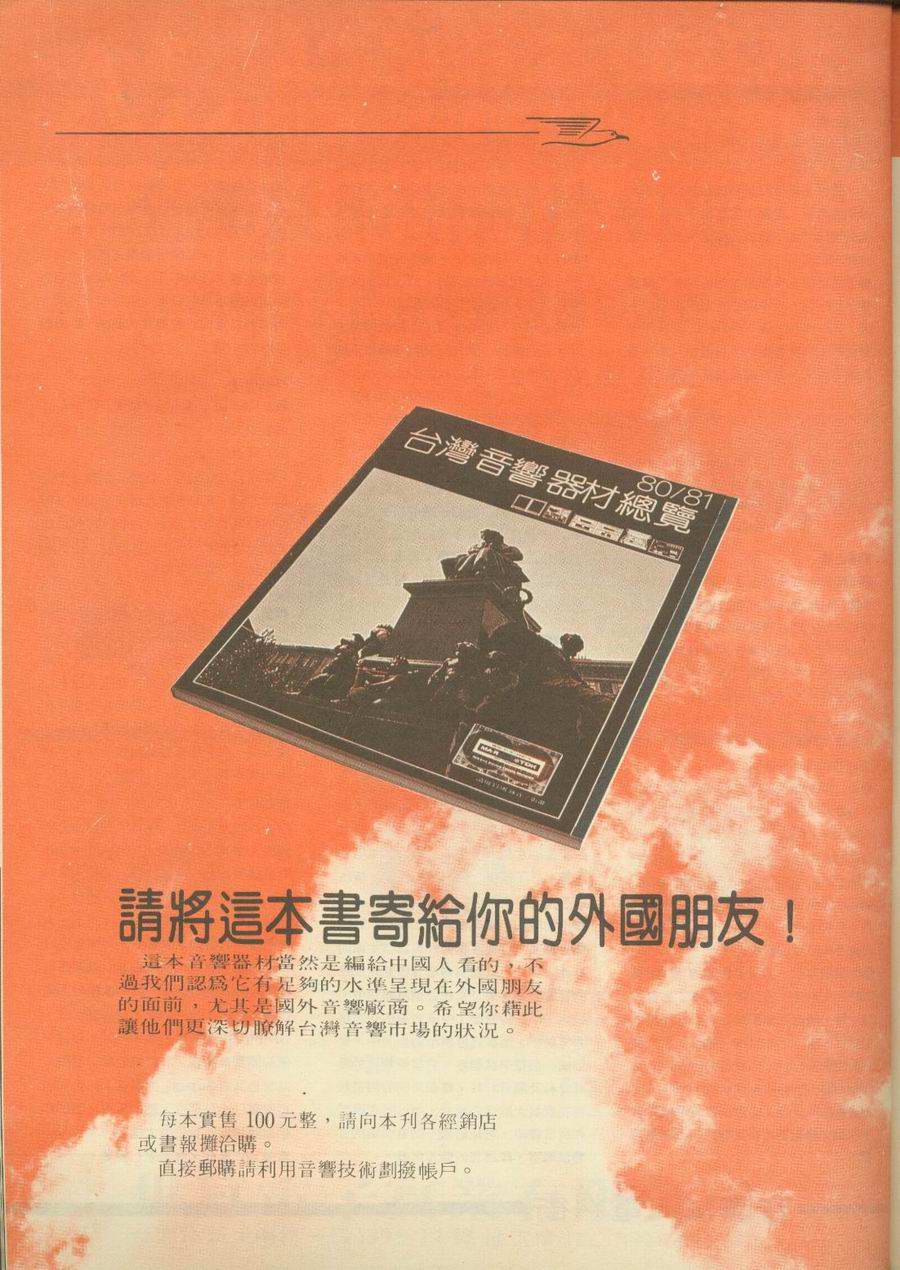 台灣音響器材總覽
80/81
MA-R
TDK
請將這本書寄給你的外國朋友！
這本音響器材當然是編給中國人看的，不
過我們認爲它有足夠的水準呈現在外國朋友
的面前，尤其是國外音響廠商。希望你藉此
讓他們更深切瞭解台灣音響市場的狀況。
每本實售 100 元整，請向本刋各經銷店
或書報攤洽購。
直接郵購請利用音響技術劃撥帳戶。